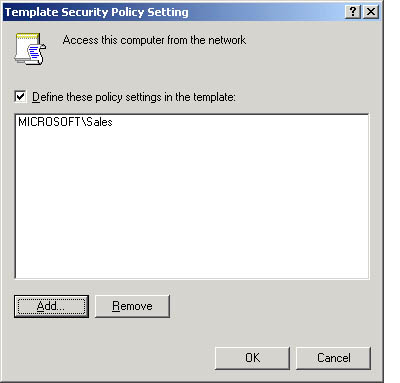 Template Security Policy Setting
Access this computer from the network
Define these policy settings in the template:
MICROSOFT\Sales
Add...
Remove
OK
Cancel